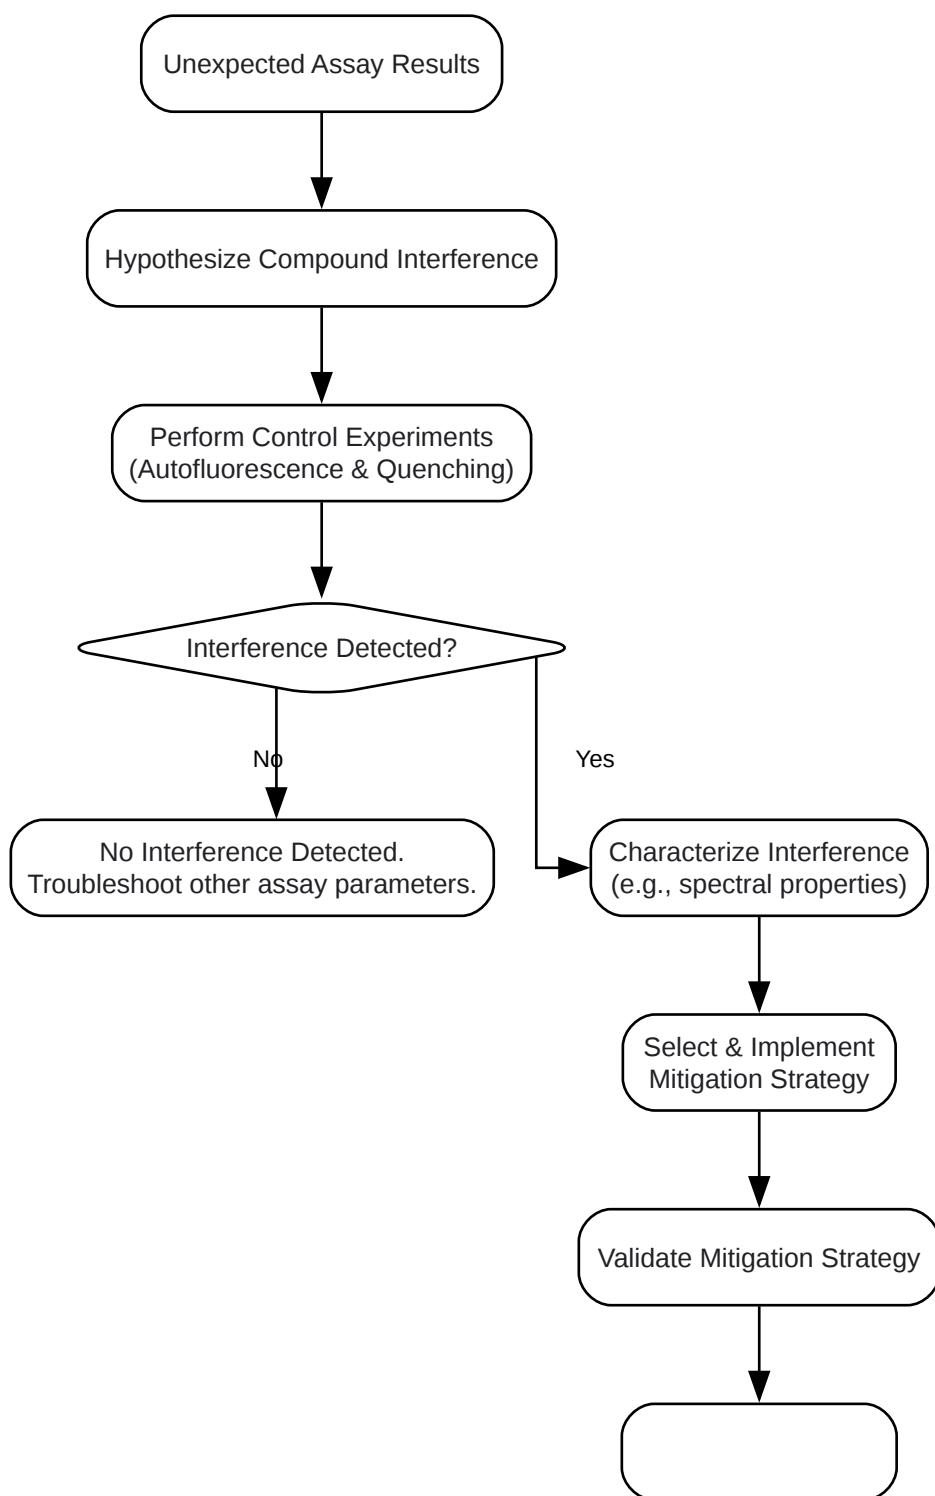 Unexpected Assay Results
Hypothesize Compound Interference
Perform Control Experiments
(Autofluorescence & Quenching)
Interference Detected?
No
Yes
No Interference Detected.
Troubleshoot other assay parameters.
Characterize Interference
(e.g., spectral properties)
Select & Implement
Mitigation Strategy
Validate Mitigation Strategy